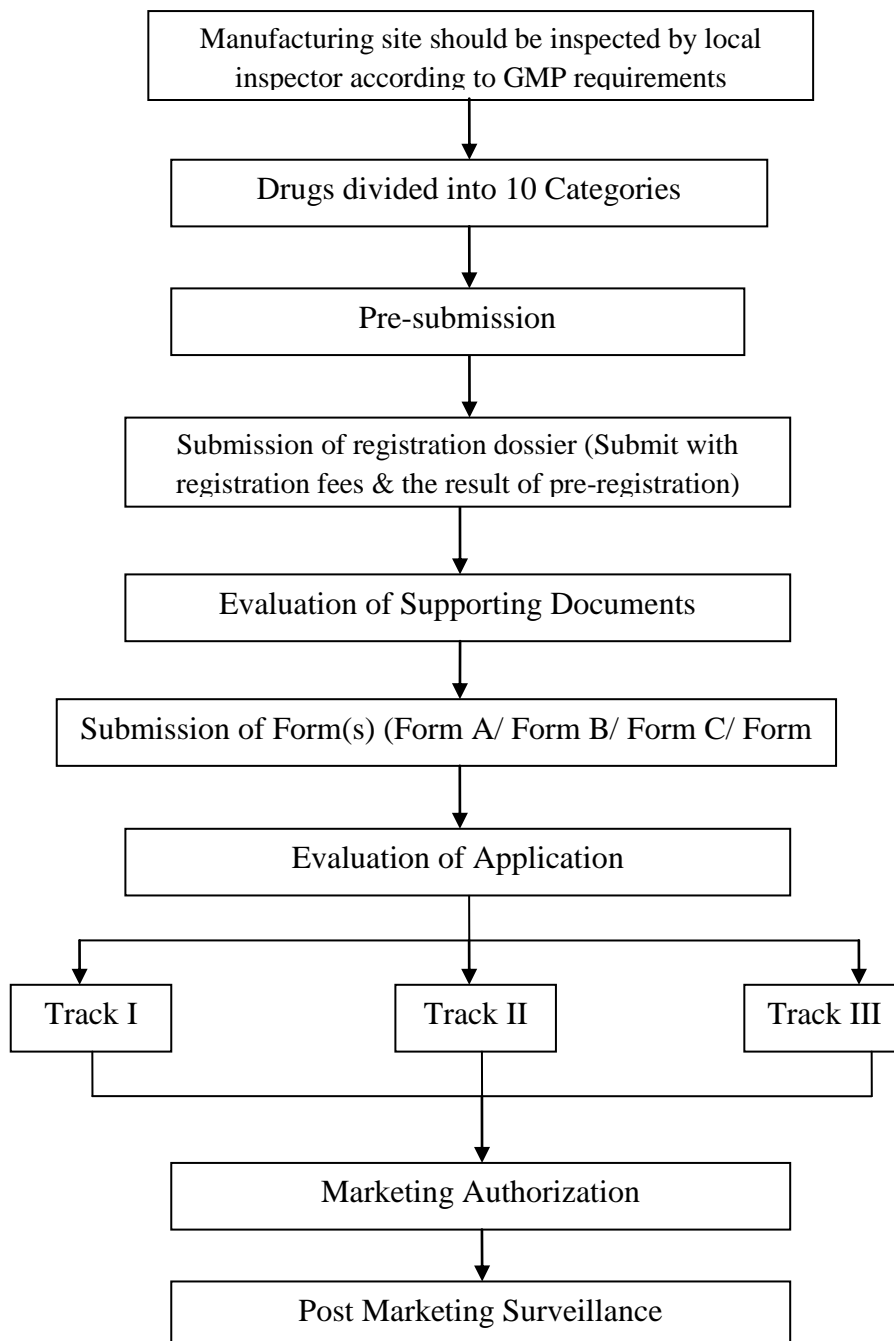 Manufacturing site should be inspected by local
inspector according to GMP requirements
Drugs divided into 10 Categories
Pre-submission
Submission of registration dossier (Submit with
registration fees & the result of pre-registration)
Evaluation of Supporting Documents
Submission of Form(s) (Form A/ Form B/ Form C/ Form
Evaluation of Application
Track I
Track II
Track III
Marketing Authorization
Post Marketing Surveillance